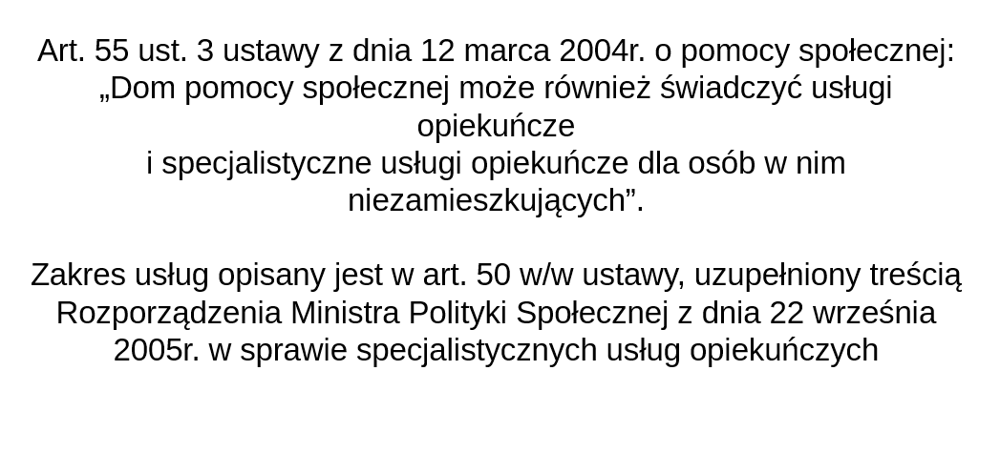 Art. 55 ust. 3 ustawy z dnia 12 marca 2004r. o pomocy społecznej:
„Dom pomocy społecznej może również świadczyć usługi
opiekuńcze
i specjalistyczne usługi opiekuńcze dla osób w nim
niezamieszkujących”.
Zakres usług opisany jest w art. 50 w/w ustawy, uzupełniony treścią
Rozporządzenia Ministra Polityki Społecznej z dnia 22 września
2005r. w sprawie specjalistycznych usług opiekuńczych